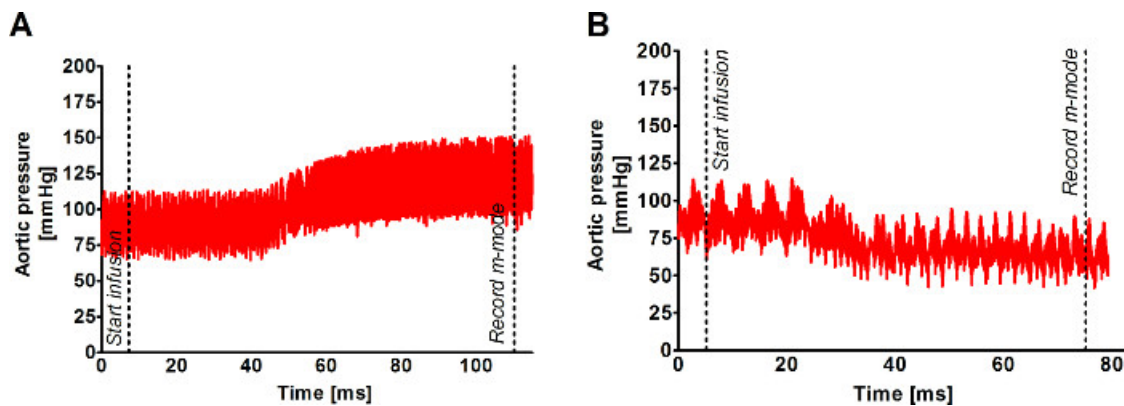 A
200
175
150
125
100
75
50
25
0
Aortic pressure
[mmHg]
Start infusion
Record m-mode
0 20 40 60 80 100
Time [ms]
B
200
175
150
125
100
75
50
25
0
Aortic pressure
[mmHg]
Start infusion
Record m-mode
0 20 40 60 80
Time [ms]